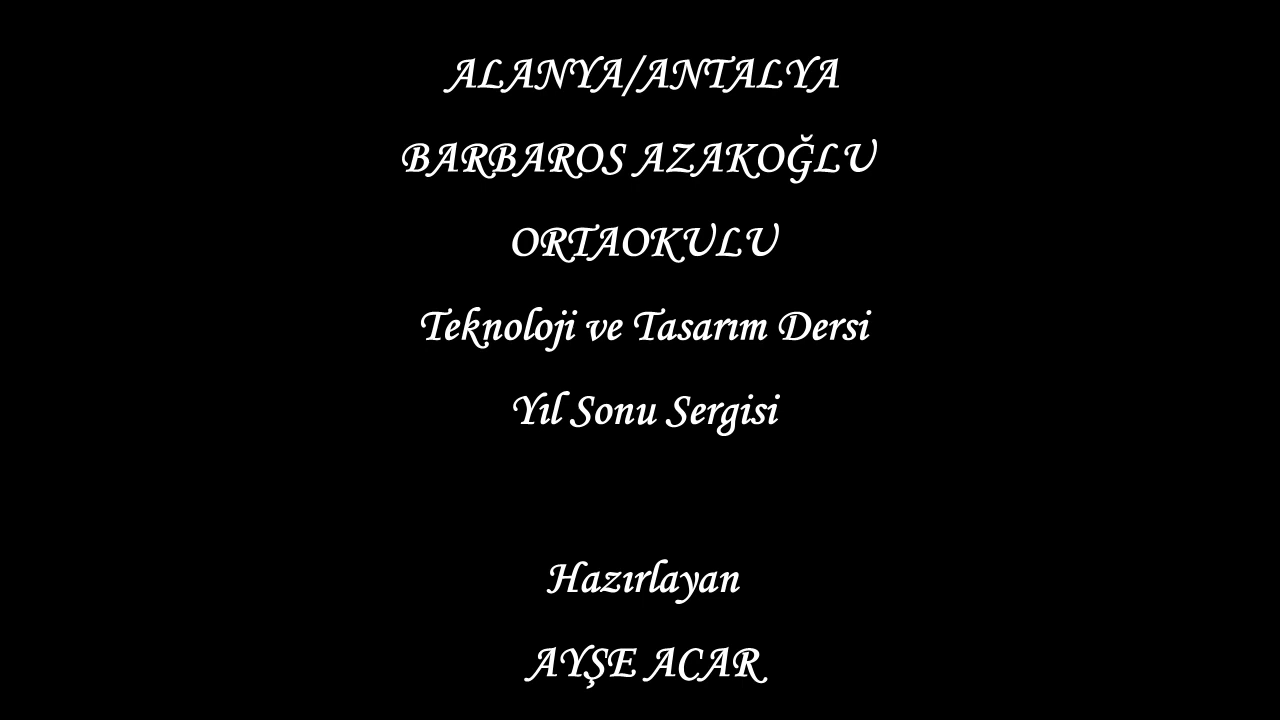 ALANYA/ANTALYA
BARBAROS AZAKOĞLU
ORTAOKULU
Teknoloji ve Tasarım Dersi
Yıl Sonu Sergisi
Hazırlayan
AYŞE ACAR